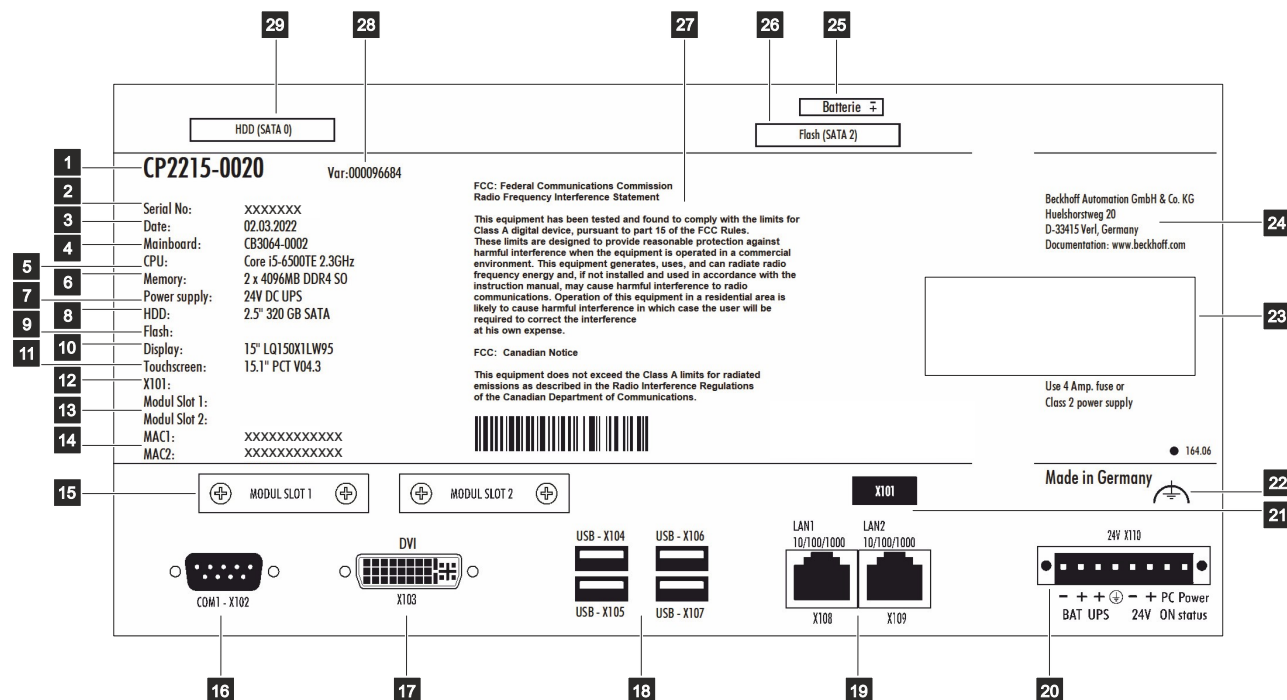 29
28
27
26
25
Batterie
HDD (SATA 0)
Flash (SATA 2)
1
CP2215-0020
Var:000096684
2
Serial No: XXXXXXX
3
Date: 02.03.2022
4
Mainboard: CB3064-0002
5
CPU: Core i5-6500TE 2.3GHz
6
Memory: 2 x 4096MB DDR4 SO
7
Power supply: 24V DC UPS
8
HDD: 2.5" 320 GB SATA
9
Flash:
10
Display: 15" LQ150X1LW95
11
Touchscreen: 15.1" PCT V04.3
12
X101:
13
Modul Slot 1:
Modul Slot 2:
14
MAC1: XXXXXXXXXXXX
MAC2: XXXXXXXXXXXX
FCC: Federal Communications Commission
Radio Frequency Interference Statement
This equipment has been tested and found to comply with the limits for
Class A digital device, pursuant to part 15 of the FCC Rules.
These limits are designed to provide reasonable protection against
harmful interference when the equipment is operated in a commercial
environment. This equipment generates, uses, and can radiate radio
frequency energy and, if not installed and used in accordance with the
instruction manual, may cause harmful interference to radio
communications. Operation of this equipment in a residential area is
likely to cause harmful interference in which case the user will be
required to correct the interference
at his own expense.
FCC: Canadian Notice
This equipment does not exceed the Class A limits for radiated
emissions as described in the Radio Interference Regulations
of the Canadian Department of Communications.
Beckhoff Automation GmbH & Co. KG
Huelshorstweg 20
D-33415 Verl, Germany
Documentation: www.beckhoff.com
24
23
Use 4 Amp. fuse or
Class 2 power supply
164.06
Made in Germany
22
21
15
MODUL SLOT 1
MODUL SLOT 2
X101
COM1 - X102
DVI
X103
USB - X104
USB - X106
USB - X105
USB - X107
LAN1
10/100/1000
LAN2
10/100/1000
X108
X109
24V X110
- + + - + PC Power
BAT UPS 24V ON status
16
17
18
19
20